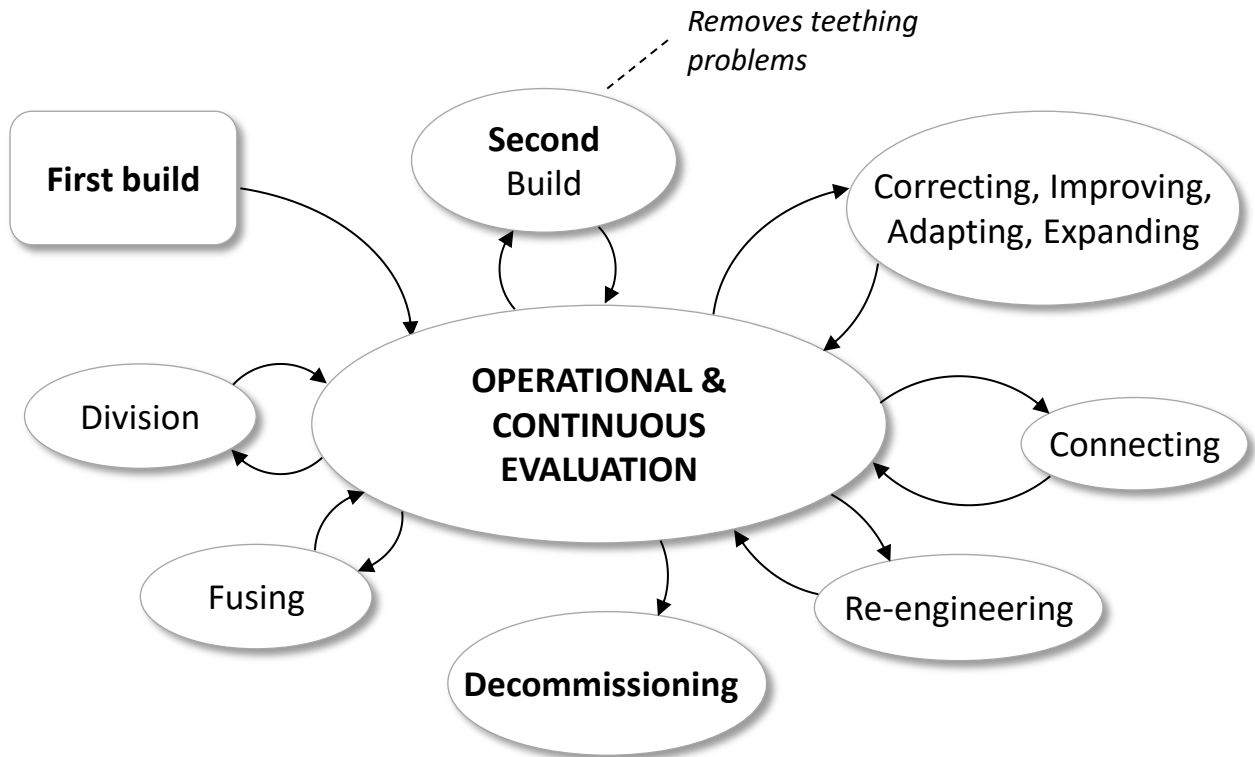 Removes teething
problems
First build
Second
Build
Correcting, Improving,
Adapting, Expanding
OPERATIONAL &
CONTINUOUS
EVALUATION
Division
Connecting
Fusing
Re-engineering
Decommissioning